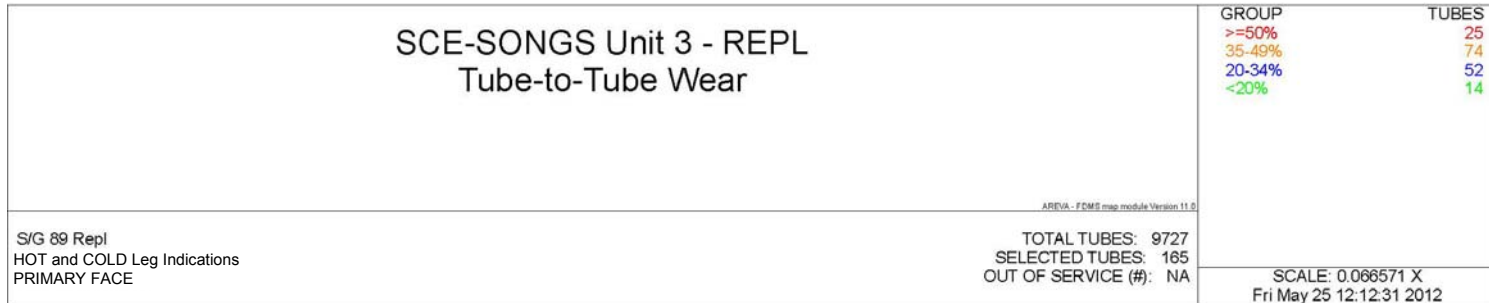 SCE-SONGS Unit 3 - REPL
Tube-to-Tube Wear
AREVA - FDMS map module Version 11.0
GROUP TUBES
>=50% 25
35-49% 74
20-34% 52
<20% 14
S/G 89 Repl
HOT and COLD Leg Indications
PRIMARY FACE
TOTAL TUBES: 9727
SELECTED TUBES: 165
OUT OF SERVICE (#): NA
SCALE: 0.066571 X
Fri May 25 12:12:31 2012